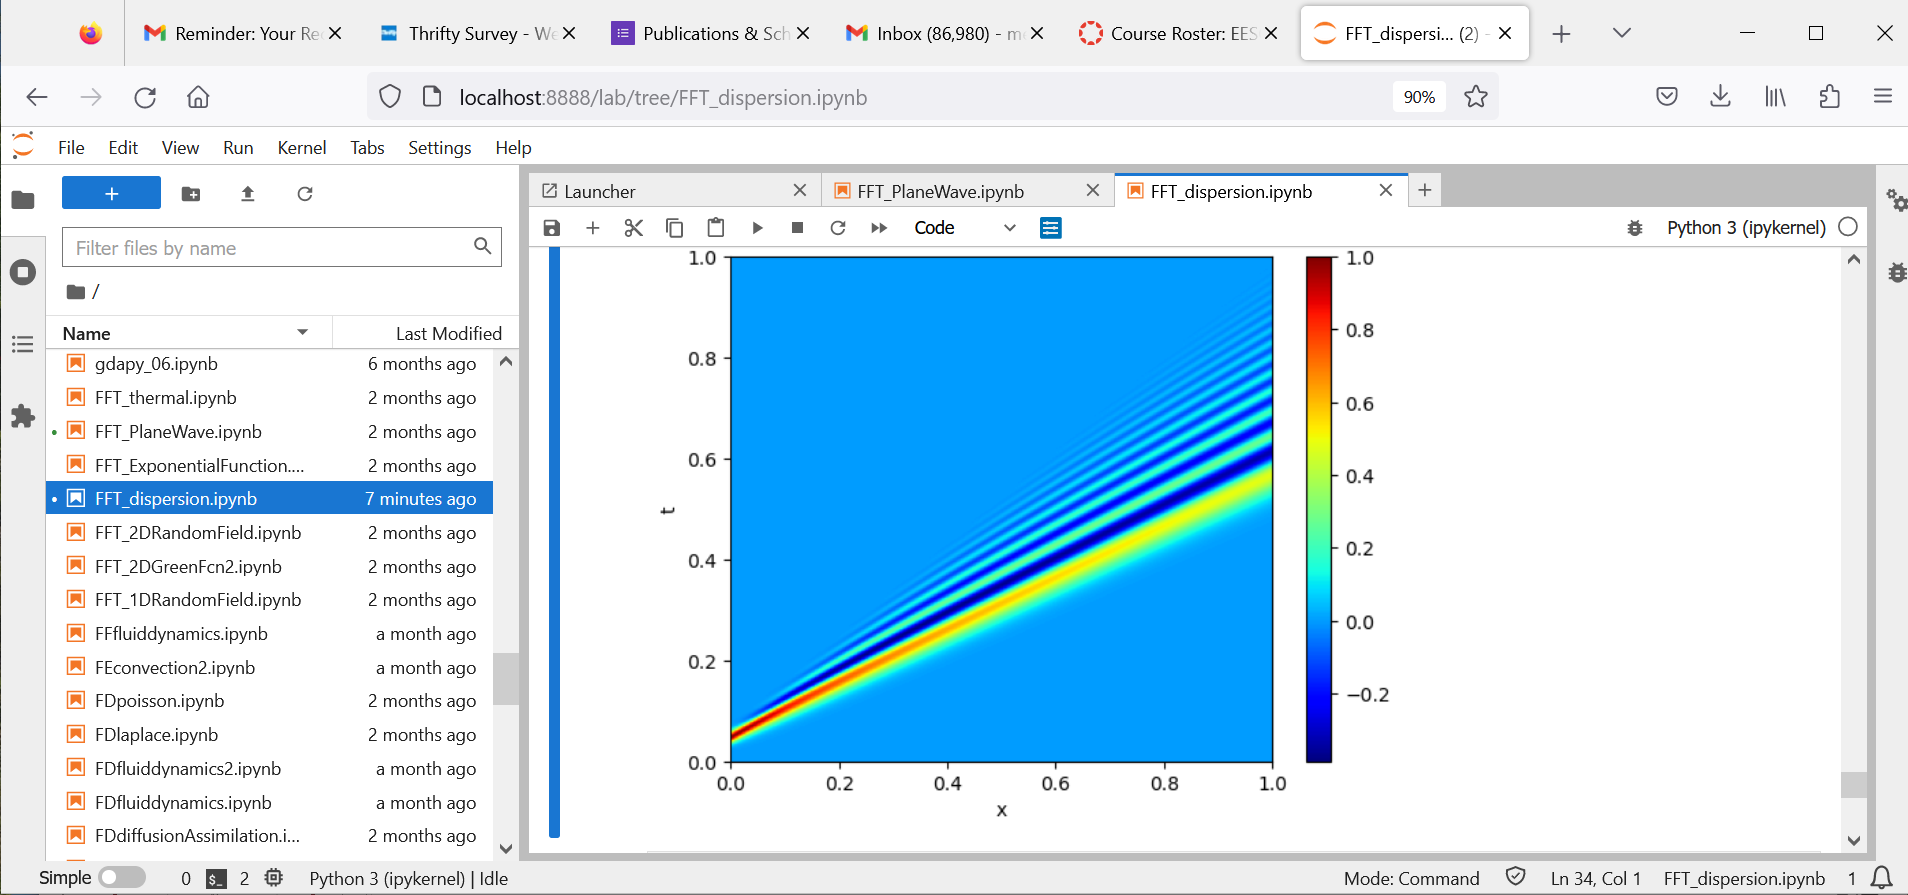 Reminder: Your Re
Thrifty Survey - We
Publications & Sch
Inbox (86,980) - m
Course Roster: EES
FFT_dispersi... (2) -
localhost:8888/lab/tree/FFT_dispersion.ipynb
90%
File Edit View Run Kernel Tabs Settings Help
Filter files by name
/
Name Last Modified
gdapy_06.ipynb 6 months ago
FFT_thermal.ipynb 2 months ago
FFT_PlaneWave.ipynb 2 months ago
FFT_ExponentialFunction.... 2 months ago
FFT_dispersion.ipynb 7 minutes ago
FFT_2DRandomField.ipynb 2 months ago
FFT_2DGreenFcn2.ipynb 2 months ago
FFT_1DRandomField.ipynb 2 months ago
FFfluiddynamics.ipynb a month ago
FEconvection2.ipynb a month ago
FDpoisson.ipynb 2 months ago
FDlaplace.ipynb 2 months ago
FDfluiddynamics2.ipynb a month ago
FDfluiddynamics.ipynb a month ago
FDdiffusionAssimilation.i... 2 months ago
Launcher
FFT_PlaneWave.ipynb
FFT_dispersion.ipynb
Code
Python 3 (ipykernel)
1.0
0.8
0.6
0.4
0.2
0.0
t
0.0 0.2 0.4 0.6 0.8 1.0
x
1.0
0.8
0.6
0.4
0.2
0.0
−0.2
Simple 0 $_ 2 Python 3 (ipykernel) | Idle
Mode: Command Ln 34, Col 1 FFT_dispersion.ipynb 1